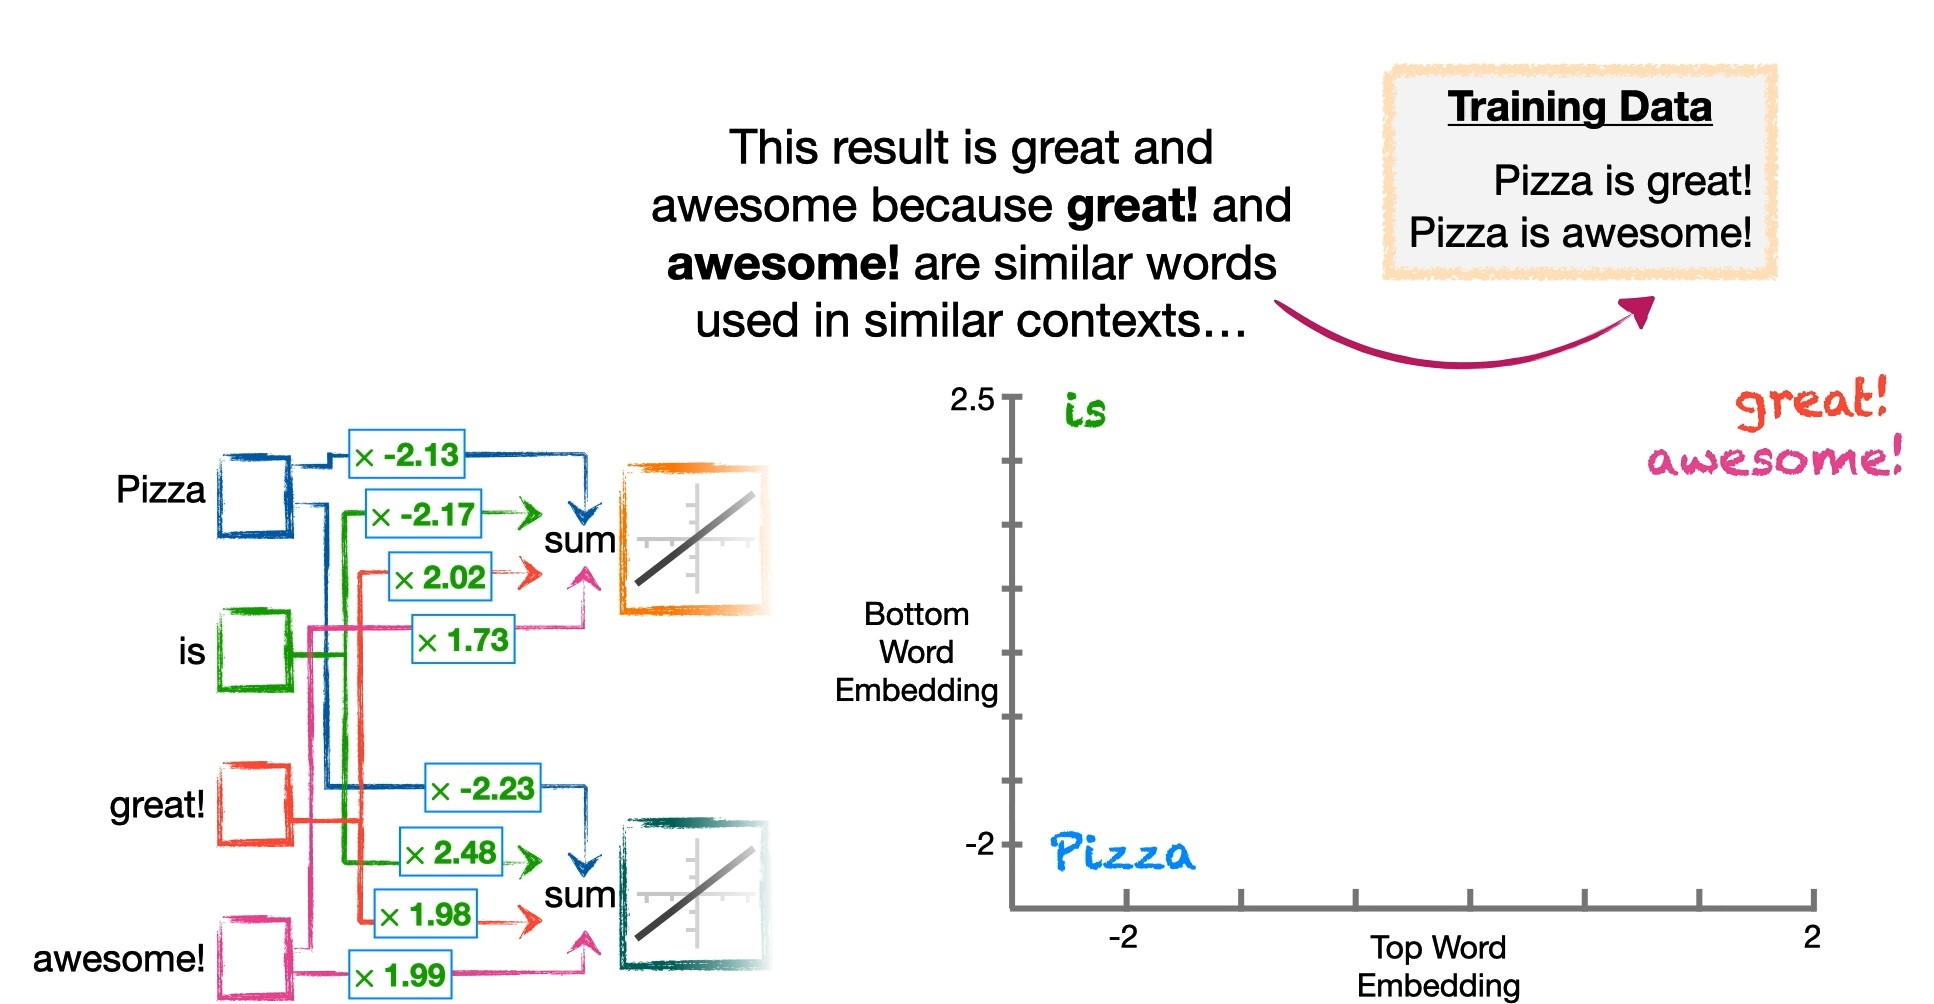 This result is great and
awesome because great! and
awesome! are similar words
used in similar contexts…
Training Data
Pizza is great!
Pizza is awesome!
Pizza
is
great!
awesome!
× -2.13
× -2.17
× 2.02
× 1.73
sum
× -2.23
× 2.48
× 1.98
× 1.99
sum
2.5
-2
Bottom
Word
Embedding
is
great!
awesome!
Pizza
-2
2
Top Word
Embedding